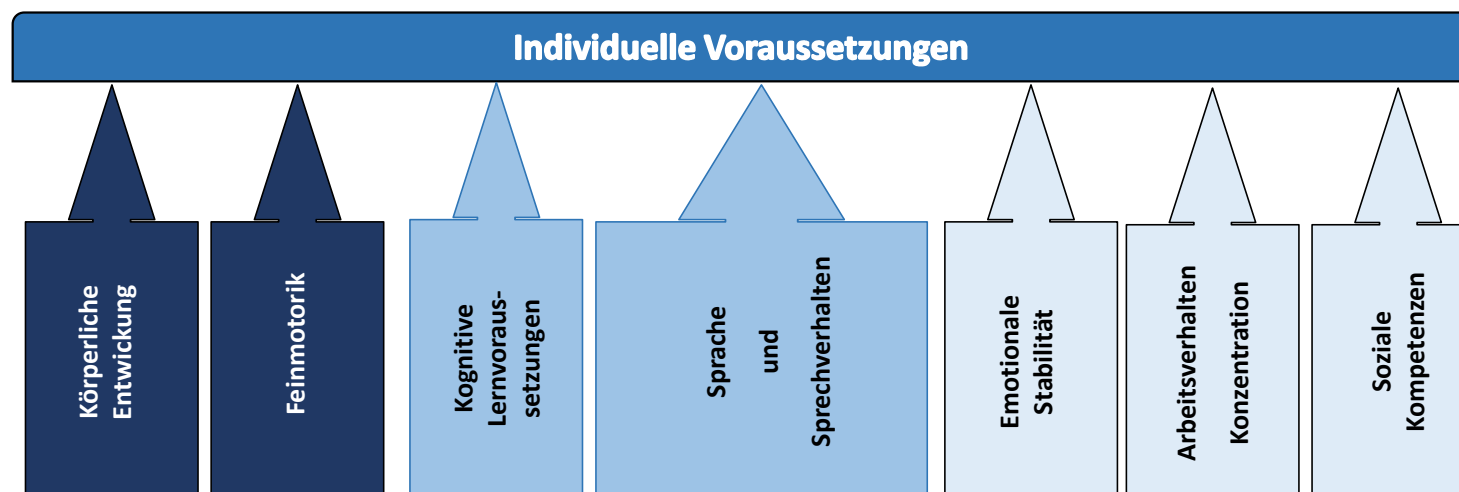 Individuelle Voraussetzungen
Körperliche
Entwickung
Feinmotorik
Kognitive
Lernvoraus-
setzungen
Sprache
und
Sprechverhalten
Emotionale
Stabilität
Arbeitsverhalten
Konzentration
Soziale
Kompetenzen